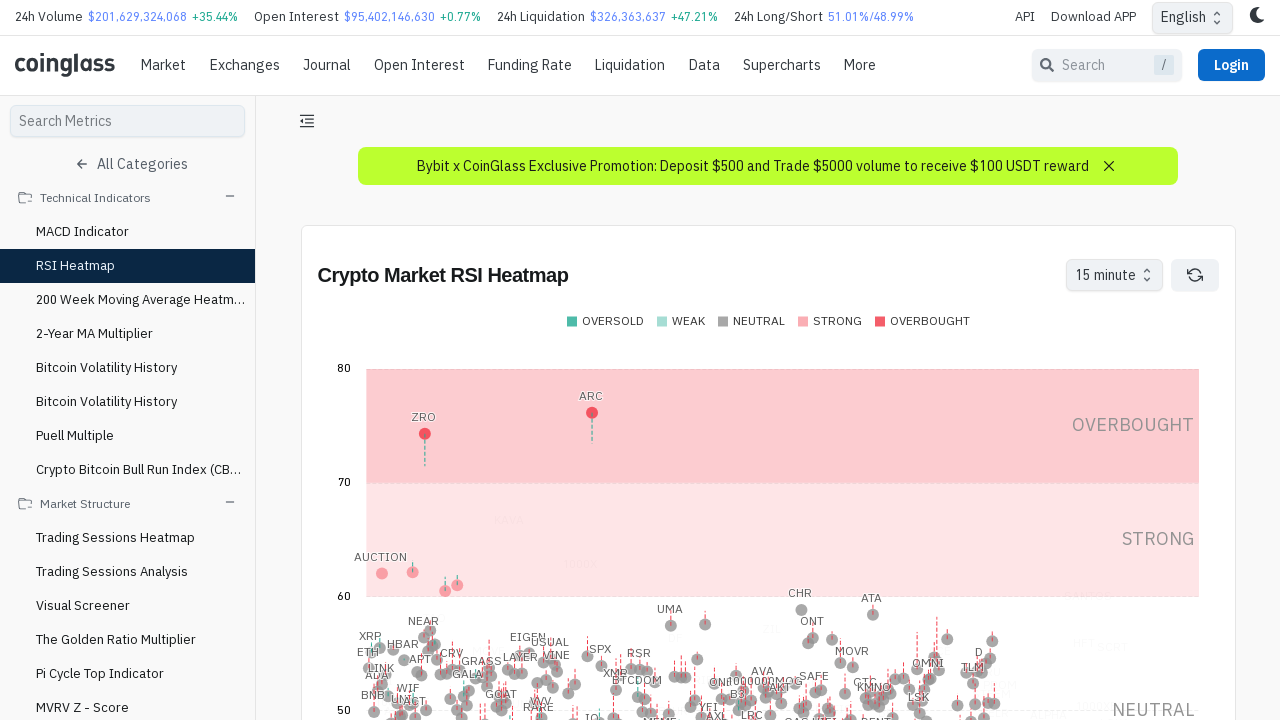 24h Volume $201,629,324,068 +35.44% Open Interest $95,402,146,630 +0.77% 24h Liquidation $326,363,637 +47.21% 24h Long/Short 51.01%/48.99% API Download APP English
coinglass Market Exchanges Journal Open Interest Funding Rate Liquidation Data Supercharts More Search / Login
Search Metrics
All Categories
Technical Indicators
MACD Indicator
RSI Heatmap
200 Week Moving Average Heatm...
2-Year MA Multiplier
Bitcoin Volatility History
Bitcoin Volatility History
Puell Multiple
Crypto Bitcoin Bull Run Index (CB...
Market Structure
Trading Sessions Heatmap
Trading Sessions Analysis
Visual Screener
The Golden Ratio Multiplier
Pi Cycle Top Indicator
MVRV Z - Score
Bybit x CoinGlass Exclusive Promotion: Deposit $500 and Trade $5000 volume to receive $100 USDT reward
Crypto Market RSI Heatmap 15 minute
OVERSOLD WEAK NEUTRAL STRONG OVERBOUGHT
80
ARC
ZRO
OVERBOUGHT
70
STRONG
AUCTION
60
CHR
ATA
UMA
NEAR
ONT
XRP
HBAR
EIGEN
USUAL
ETH
CRV
SPX
RSR
MOVR
D
APT
GRASS
LAYER
VINE
OMNI
LINK
ADA
GALA
XMR
AVA
SAFE
TLM
BNB
WIF
GOAT
BTCDOM
KMNO
LSK
50
NEUTRAL